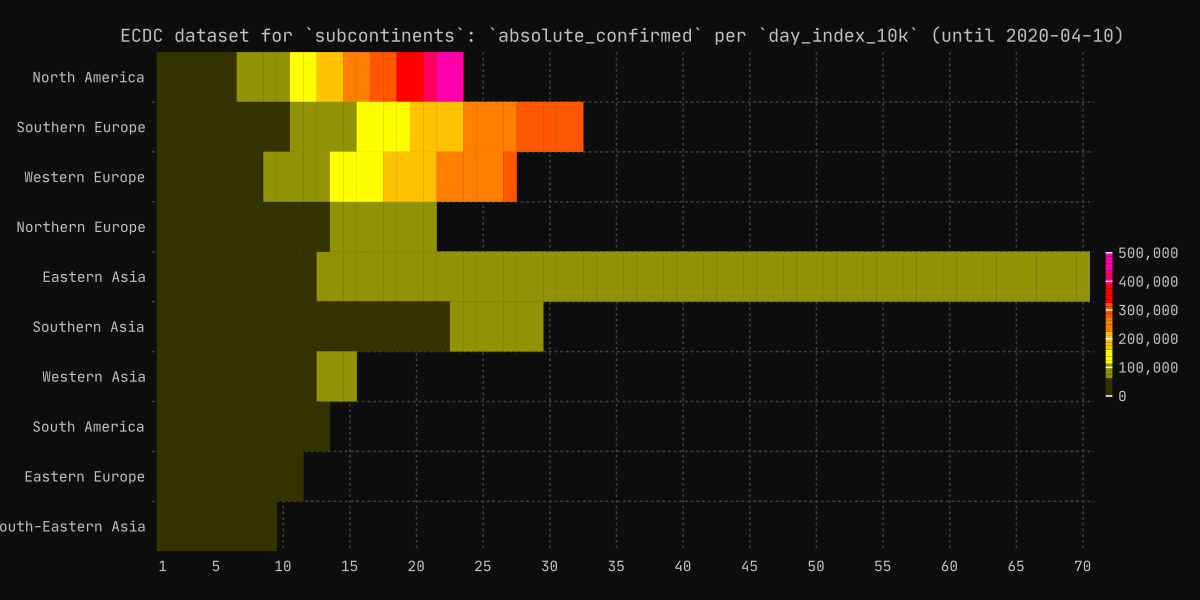 ECDC dataset for `subcontinents`: `absolute_confirmed` per `day_index_10k` (until 2020-04-10)
North America
Southern Europe
Western Europe
Northern Europe
Eastern Asia
Southern Asia
Western Asia
South America
Eastern Europe
outh-Eastern Asia
500,000
400,000
300,000
200,000
100,000
0
1 5 10 15 20 25 30 35 40 45 50 55 60 65 70